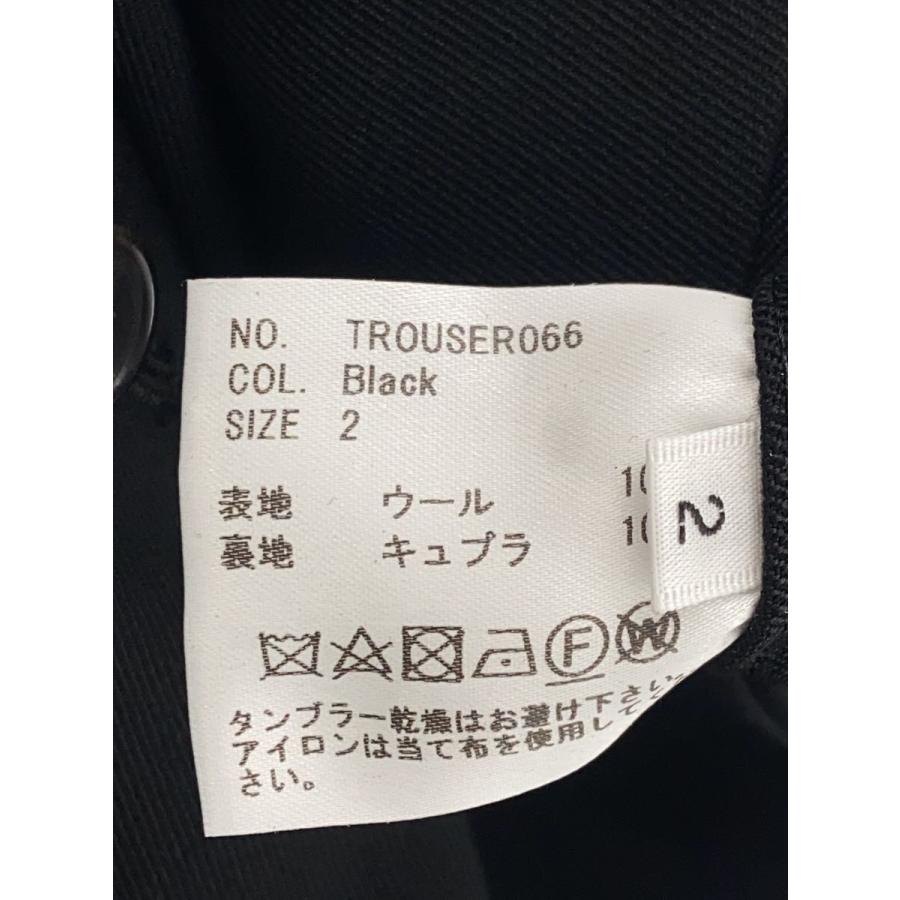 NO. TROUSER066
COL. Black
SIZE 2
表地 ウール 10
裏地 キュプラ 10
2
F
W
タンブラー乾燥はお避け下さい
アイロンは当て布を使用して
さい。